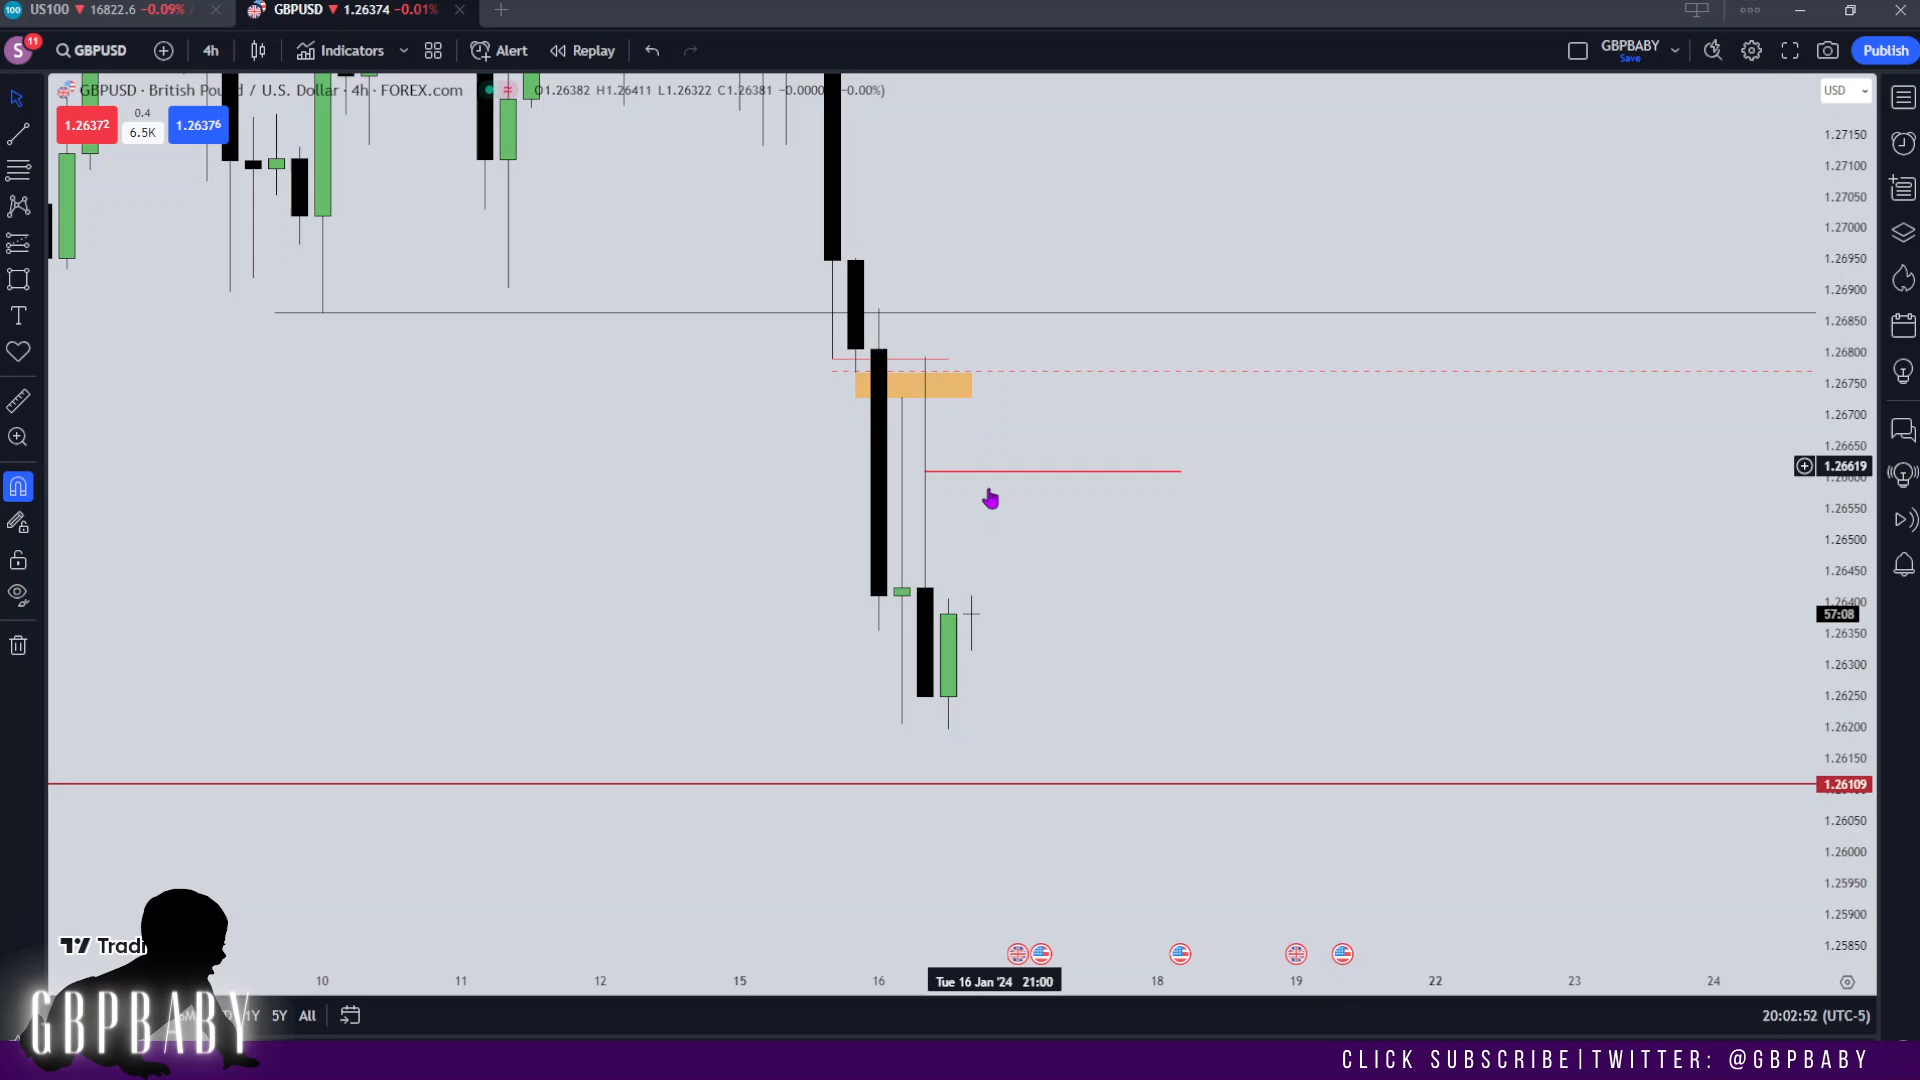 US100 ▼ 16822.6 −0.09%
GBPUSD ▼ 1.26374 −0.01%
S
11
GBPUSD
4h
Indicators
Alert
Replay
GBPBABY
Save
Publish
GBPUSD · British Pou d / U.S. Dollar · 4h · FOREX.com
O1.26382 H1.26411 L1.26322 C1.26381 −0.0000 −0.00%)
USD
1.26372
0.4
6.5K
1.26376
1.27150
1.27100
1.27050
1.27000
1.26950
1.26900
1.26850
1.26800
1.26750
1.26700
1.26650
1.26619
1.26600
1.26550
1.26500
1.26450
1.26400
57:08
1.26350
1.26300
1.26250
1.26200
1.26150
1.26109
1.26050
1.26000
1.25950
1.25900
1.25850
Tradi
10
11
12
15
16
Tue 16 Jan '24 21:00
18
19
22
23
24
1Y
5Y
All
20:02:52 (UTC-5)
GBPBABY
CLICK SUBSCRIBE|TWITTER: @GBPBABY